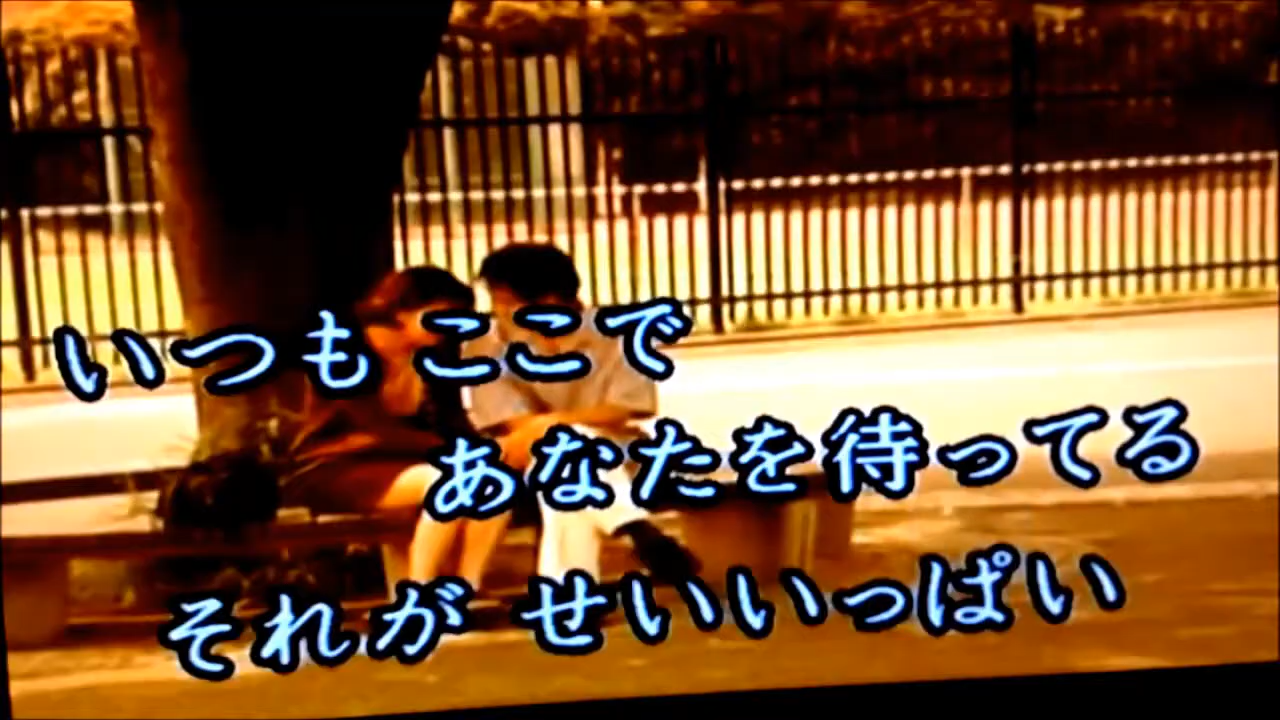 いつも ここで
あなたを待ってる
それが せいいっぱい